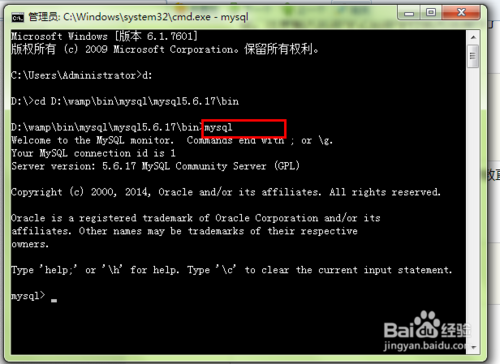 管理员: C:\Windows\system32\cmd.exe - mysql
Microsoft Windows [版本 6.1.7601]
版权所有 (c) 2009 Microsoft Corporation。保留所有权利。
C:\Users\Administrator>d:
D:\>cd D:\wamp\bin\mysql\mysql5.6.17\bin
D:\wamp\bin\mysql\mysql5.6.17\bin>mysql
Welcome to the MySQL monitor.  Commands end with ; or \g.
Your MySQL connection id is 1
Server version: 5.6.17 MySQL Community Server (GPL)
Copyright (c) 2000, 2014, Oracle and/or its affiliates. All rights reserved.
Oracle is a registered trademark of Oracle Corporation and/or its
affiliates. Other names may be trademarks of their respective
owners.
Type 'help;' or '\h' for help. Type '\c' to clear the current input statement.
mysql> _
Baidu 经验
jingyan.baidu.com